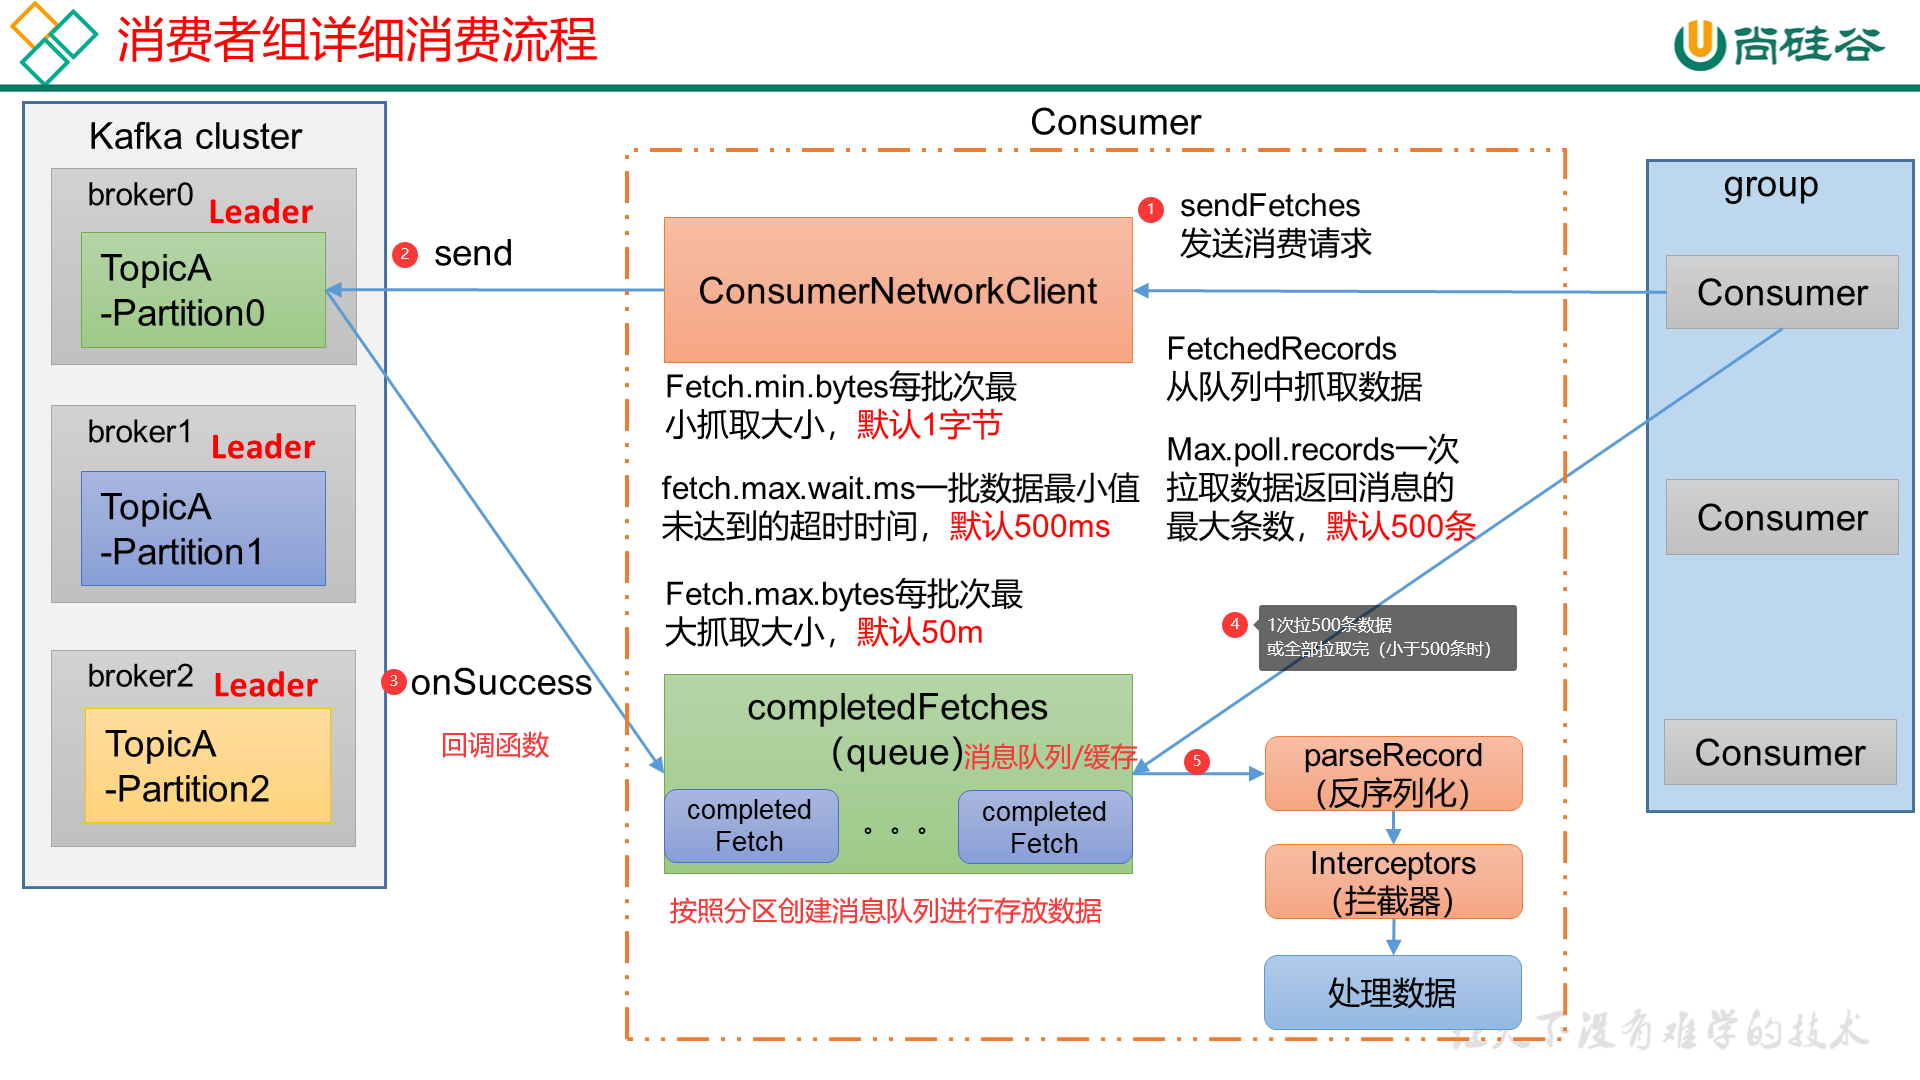 消费者组详细消费流程
尚硅谷
Kafka cluster
broker0
Leader
TopicA
-Partition0
broker1
Leader
TopicA
-Partition1
broker2
Leader
TopicA
-Partition2
2
send
3
onSuccess
回调函数
Consumer
ConsumerNetworkClient
1
sendFetches
发送消费请求
Fetch.min.bytes每批次最
小抓取大小，默认1字节
fetch.max.wait.ms一批数据最小值
未达到的超时时间，默认500ms
Fetch.max.bytes每批次最
大抓取大小，默认50m
FetchedRecords
从队列中抓取数据
Max.poll.records一次
拉取数据返回消息的
最大条数，默认500条
4
1次拉500条数据
或全部拉取完（小于500条时）
completedFetches
（queue）消息队列/缓存
completed
Fetch
。。。
completed
Fetch
按照分区创建消息队列进行存放数据
5
parseRecord
（反序列化）
Interceptors
（拦截器）
处理数据
group
Consumer
Consumer
Consumer
让天下没有难学的技术